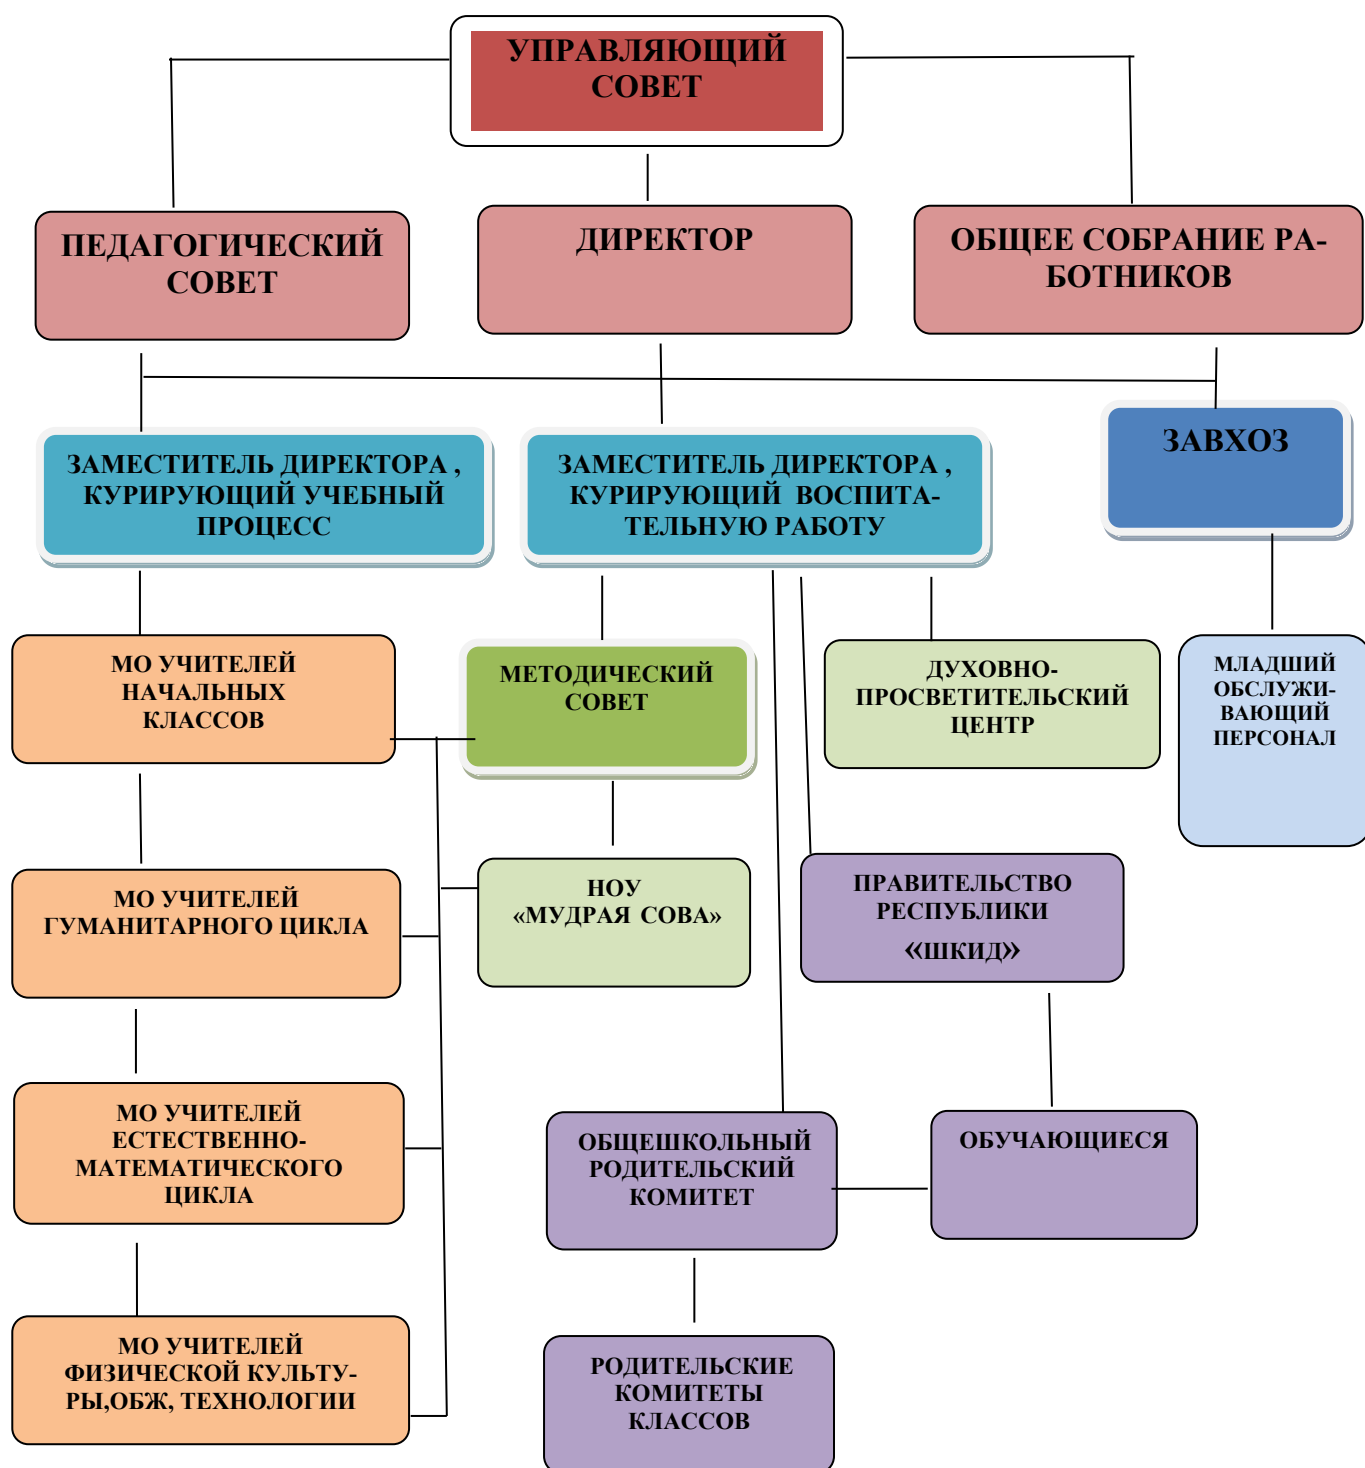 УПРАВЛЯЮЩИЙ
СОВЕТ
ПЕДАГОГИЧЕСКИЙ
СОВЕТ
ДИРЕКТОР
ОБЩЕЕ СОБРАНИЕ РА-
БОТНИКОВ
ЗАМЕСТИТЕЛЬ ДИРЕКТОРА ,
КУРИРУЮЩИЙ УЧЕБНЫЙ
ПРОЦЕСС
ЗАМЕСТИТЕЛЬ ДИРЕКТОРА ,
КУРИРУЮЩИЙ ВОСПИТА-
ТЕЛЬНУЮ РАБОТУ
ЗАВХОЗ
МО УЧИТЕЛЕЙ
НАЧАЛЬНЫХ
КЛАССОВ
МЕТОДИЧЕСКИЙ
СОВЕТ
ДУХОВНО-
ПРОСВЕТИТЕЛЬСКИЙ
ЦЕНТР
МЛАДШИЙ
ОБСЛУЖИ-
ВАЮЩИЙ
ПЕРСОНАЛ
МО УЧИТЕЛЕЙ
ГУМАНИТАРНОГО ЦИКЛА
НОУ
«МУДРАЯ СОВА»
ПРАВИТЕЛЬСТВО
РЕСПУБЛИКИ
«ШКИД»
МО УЧИТЕЛЕЙ
ЕСТЕСТВЕННО-
МАТЕМАТИЧЕСКОГО
ЦИКЛА
ОБЩЕШКОЛЬНЫЙ
РОДИТЕЛЬСКИЙ
КОМИТЕТ
ОБУЧАЮЩИЕСЯ
МО УЧИТЕЛЕЙ
ФИЗИЧЕСКОЙ КУЛЬТУ-
РЫ,ОБЖ, ТЕХНОЛОГИИ
РОДИТЕЛЬСКИЕ
КОМИТЕТЫ
КЛАССОВ